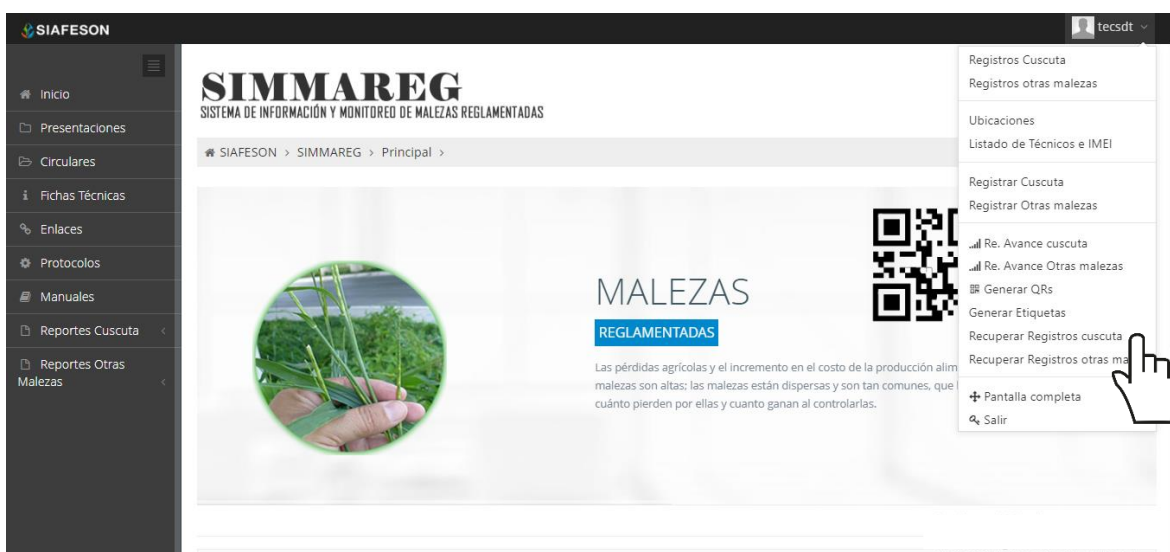 SIAFESON
tecsdt
Inicio
Presentaciones
Circulares
Fichas Técnicas
Enlaces
Protocolos
Manuales
Reportes Cuscuta
Reportes Otras
Malezas
SIMMAREG
SISTEMA DE INFORMACIÓN Y MONITOREO DE MALEZAS REGLAMENTADAS
SIAFESON > SIMMAREG > Principal >
MALEZAS
REGLAMENTADAS
Las pérdidas agrícolas y el incremento en el costo de la producción
malezas son altas; las malezas están dispersas y son tan comunes, que
cuánto pierden por ellas y cuanto ganan al controlarlas.
Registros Cuscuta
Registros otras malezas
Ubicaciones
Listado de Técnicos e IMEI
Registrar Cuscuta
Registrar Otras malezas
Re. Avance cuscuta
Re. Avance Otras malezas
Generar QRs
Generar Etiquetas
Recuperar Registros cuscuta
Recuperar Registros otras
Pantalla completa
Salir